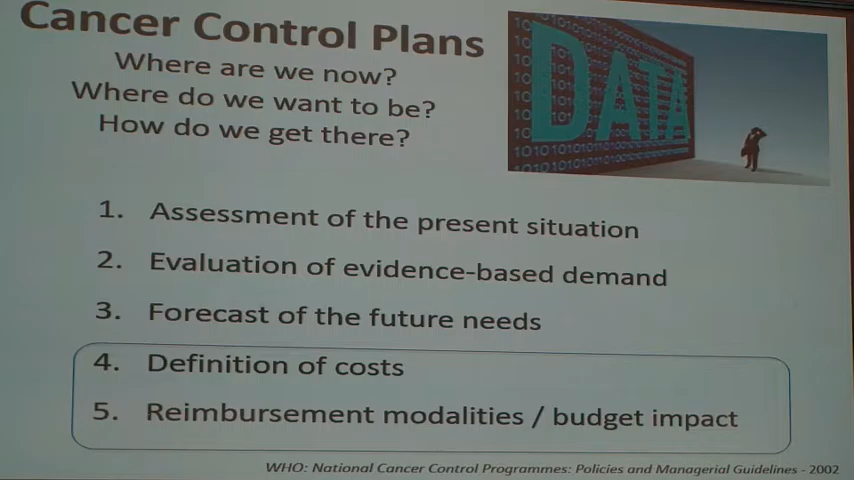 Cancer Control Plans
Where are we now?
Where do we want to be?
How do we get there?
DATA
1. Assessment of the present situation
2. Evaluation of evidence-based demand
3. Forecast of the future needs
4. Definition of costs
5. Reimbursement modalities / budget impact
WHO: National Cancer Control Programmes: Policies and Managerial Guidelines - 2002